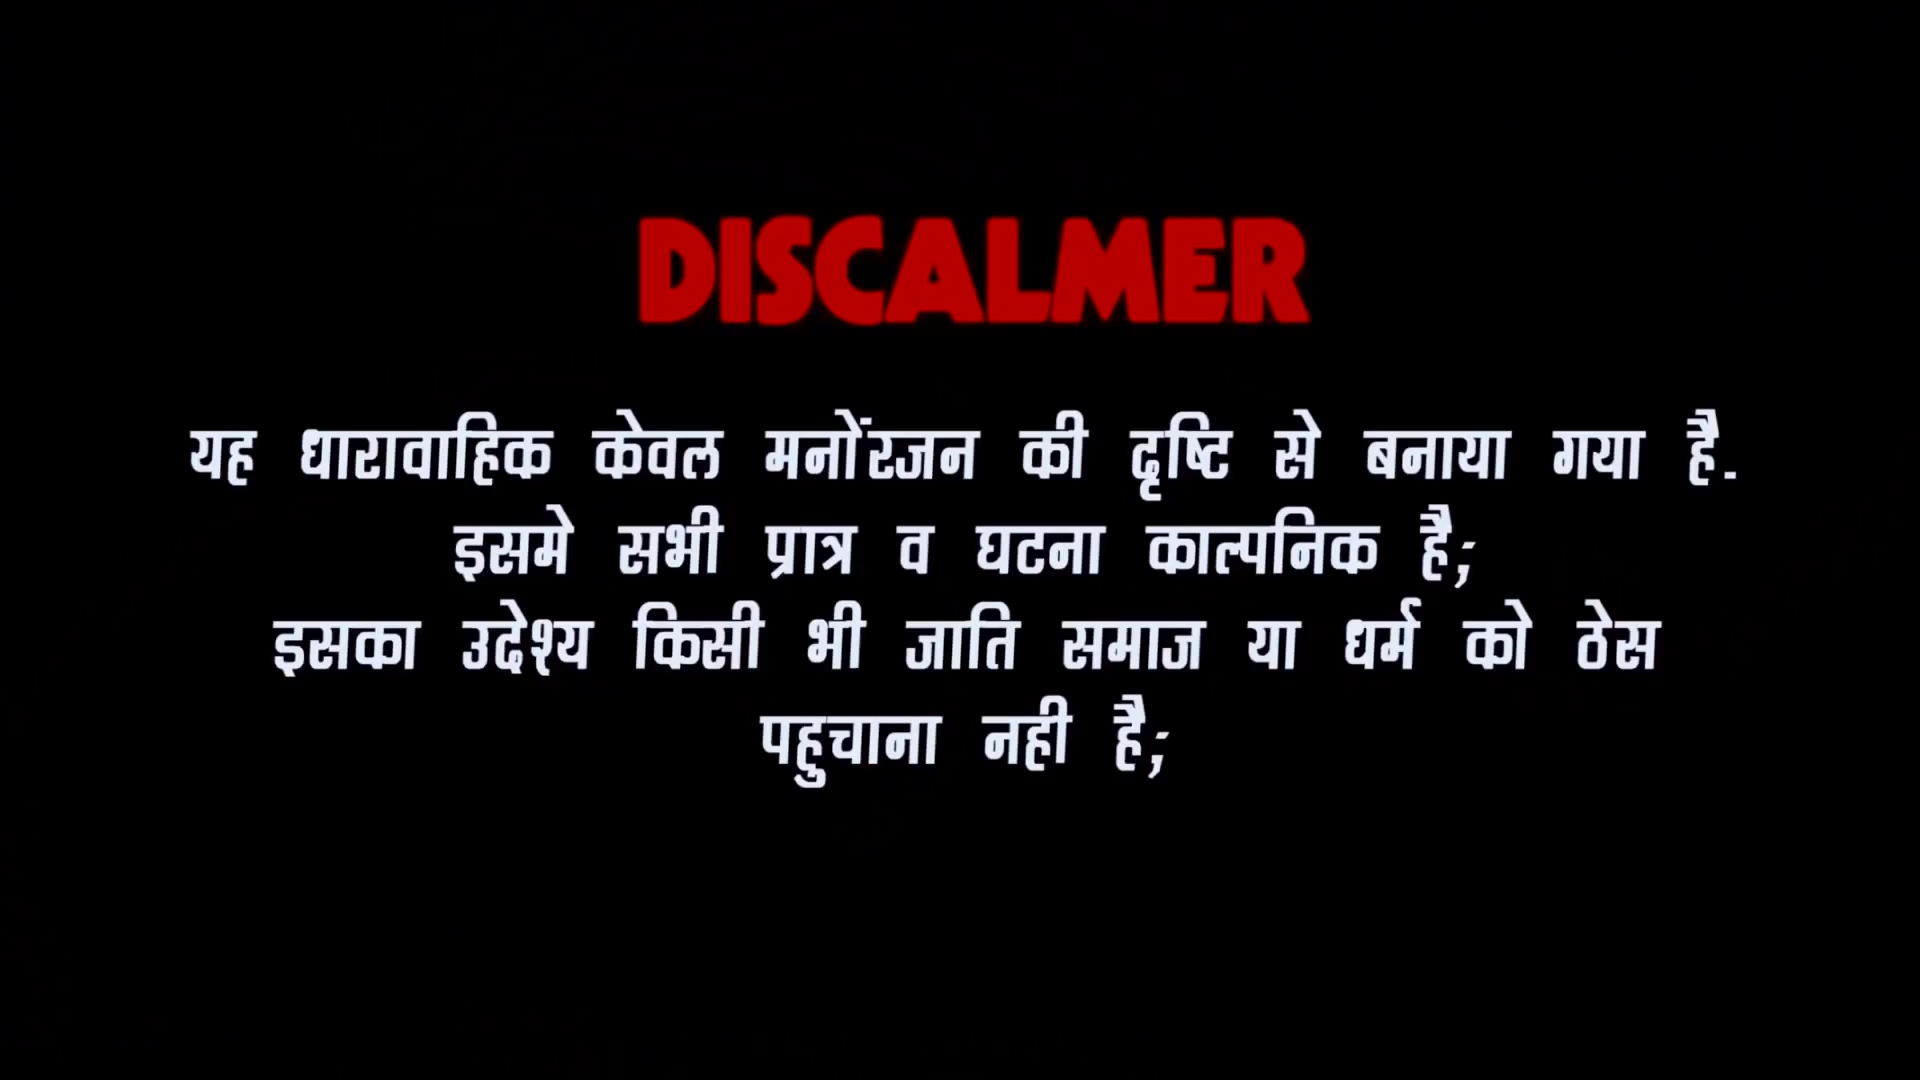 DISCALMER
यह धारावाहिक केवल मनोंरजन की दृष्टि से बनाया गया है.
इसमे सभी प्रात्र व घटना काल्पनिक है;
इसका उदेश्य किसी भी जाति समाज या धर्म को ठेस
पहुचाना नही है;